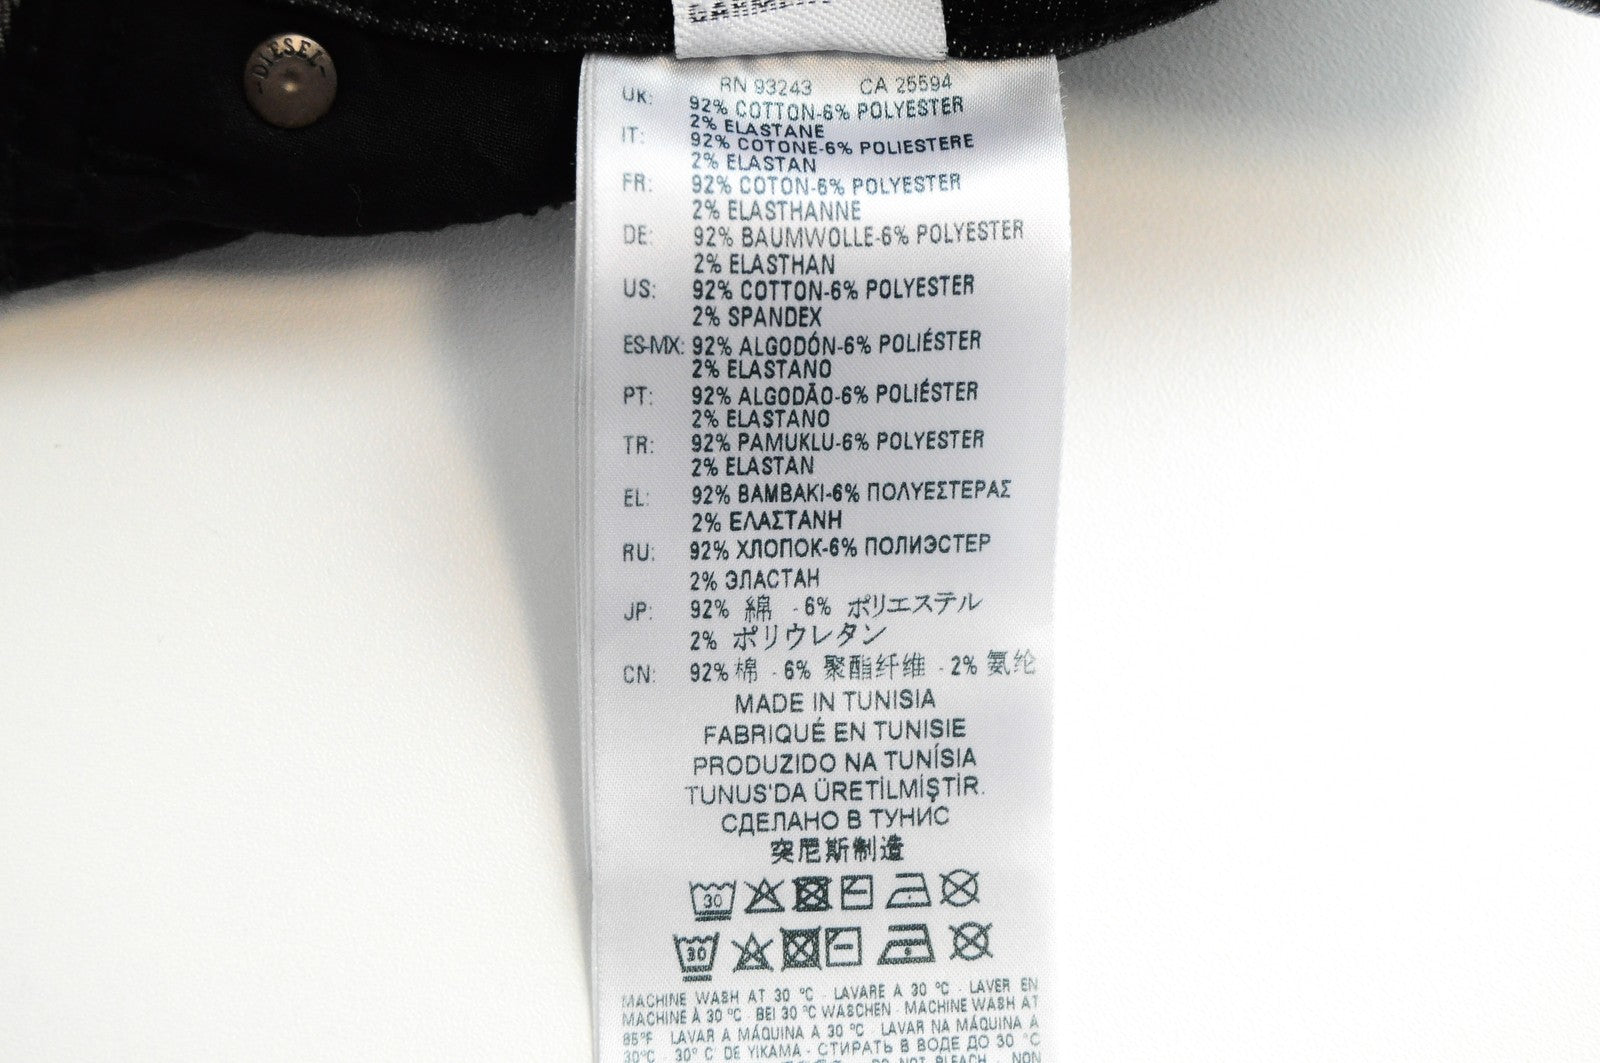 DIESEL
GARMENT
RN 93243 CA 25594
UK: 92% COTTON-6% POLYESTER
2% ELASTANE
IT: 92% COTONE-6% POLIESTERE
2% ELASTAN
FR: 92% COTON-6% POLYESTER
2% ELASTHANNE
DE: 92% BAUMWOLLE-6% POLYESTER
2% ELASTHAN
US: 92% COTTON-6% POLYESTER
2% SPANDEX
ES-MX: 92% ALGODÓN-6% POLIÉSTER
2% ELASTANO
PT: 92% ALGODÃO-6% POLIÉSTER
2% ELASTANO
TR: 92% PAMUKLU-6% POLYESTER
2% ELASTAN
EL: 92% ΒΑΜΒΑΚΙ-6% ΠΟΛΥΕΣΤΕΡΑΣ
2% ΕΛΑΣΤΑΝΗ
RU: 92% ХЛОПОК-6% ПОЛИЭСТЕР
2% ЭЛАСТАН
JP: 92% 綿 - 6% ポリエステル
2% ポリウレタン
CN: 92% 棉 - 6% 聚酯纤维 - 2% 氨纶
MADE IN TUNISIA
FABRIQUÉ EN TUNISIE
PRODUZIDO NA TUNÍSIA
TUNUS'DA ÜRETİLMİŞTİR.
СДЕЛАНО В ТУНИС
突尼斯制造
30
30
MACHINE WASH AT 30 °C - LAVARE A 30 °C - LAVER EN
MACHINE À 30 °C - BEI 30 °C WASCHEN - MACHINE WASH AT
85°F LAVAR A MÁQUINA A 30 °C - LAVAR NA MÁQUINA A
30°C - 30° C DE YIKAMA - СТИРАТЬ В ВОДЕ ДО 30 °C
DO NOT BLEACH - NON